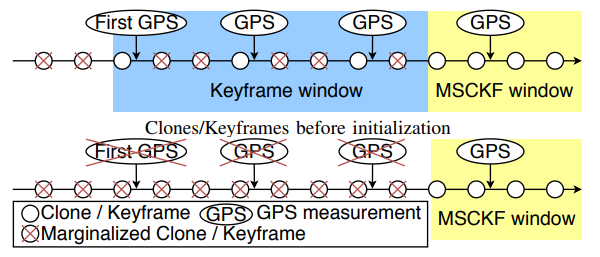 First GPS GPS GPS GPS
Keyframe window MSCKF window
Clones/Keyframes before initialization
First GPS GPS GPS GPS
Clone / Keyframe GPS GPS measurement
MSCKF window
Marginalized Clone / Keyframe